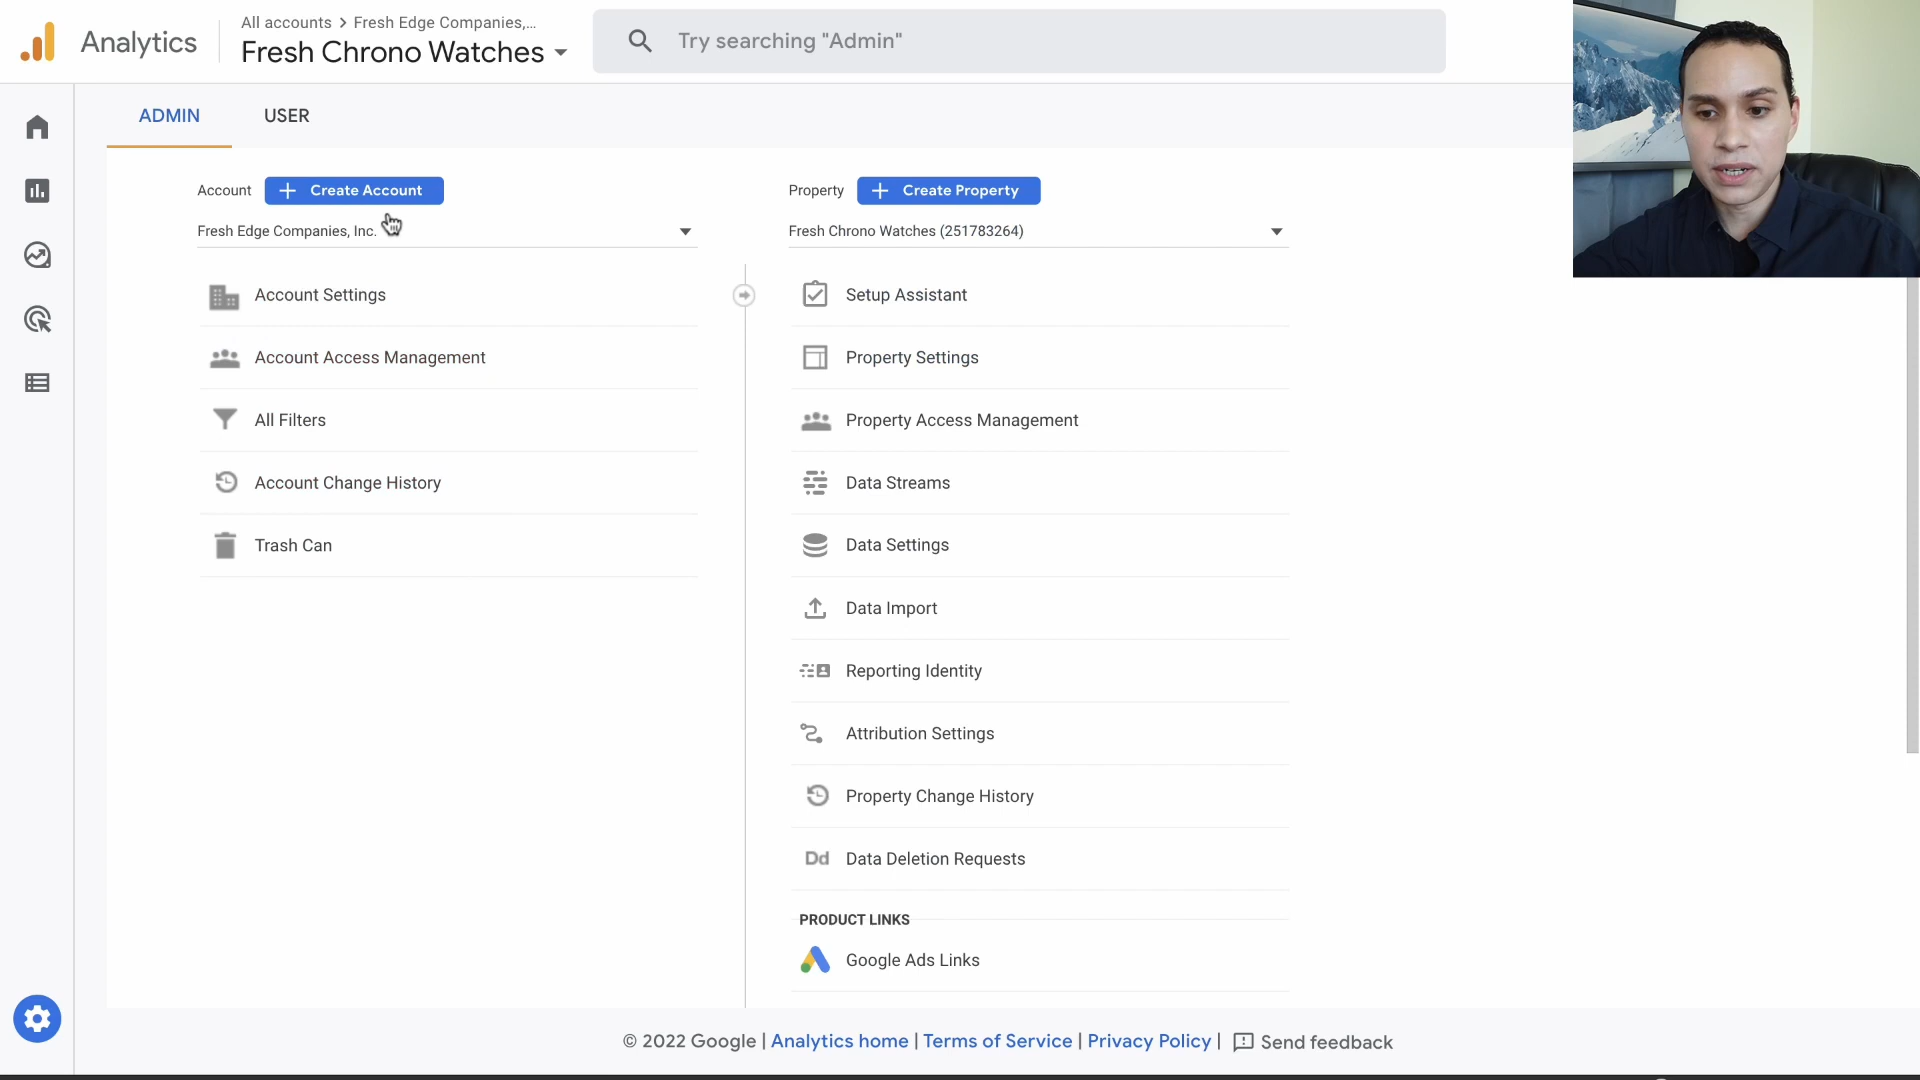 Analytics
All accounts > Fresh Edge Companies,...
Fresh Chrono Watches
Try searching "Admin"
ADMIN
USER
Account
+ Create Account
Fresh Edge Companies, Inc.
Account Settings
Account Access Management
All Filters
Account Change History
Trash Can
Property
+ Create Property
Fresh Chrono Watches (251783264)
Setup Assistant
Property Settings
Property Access Management
Data Streams
Data Settings
Data Import
Reporting Identity
Attribution Settings
Property Change History
Dd Data Deletion Requests
PRODUCT LINKS
Google Ads Links
© 2022 Google | Analytics home | Terms of Service | Privacy Policy | Send feedback